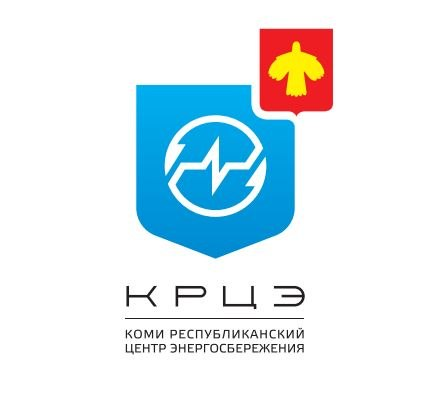 КРЦЭ
КОМИ РЕСПУБЛИКАНСКИЙ
ЦЕНТР ЭНЕРГОСБЕРЕЖЕНИЯ